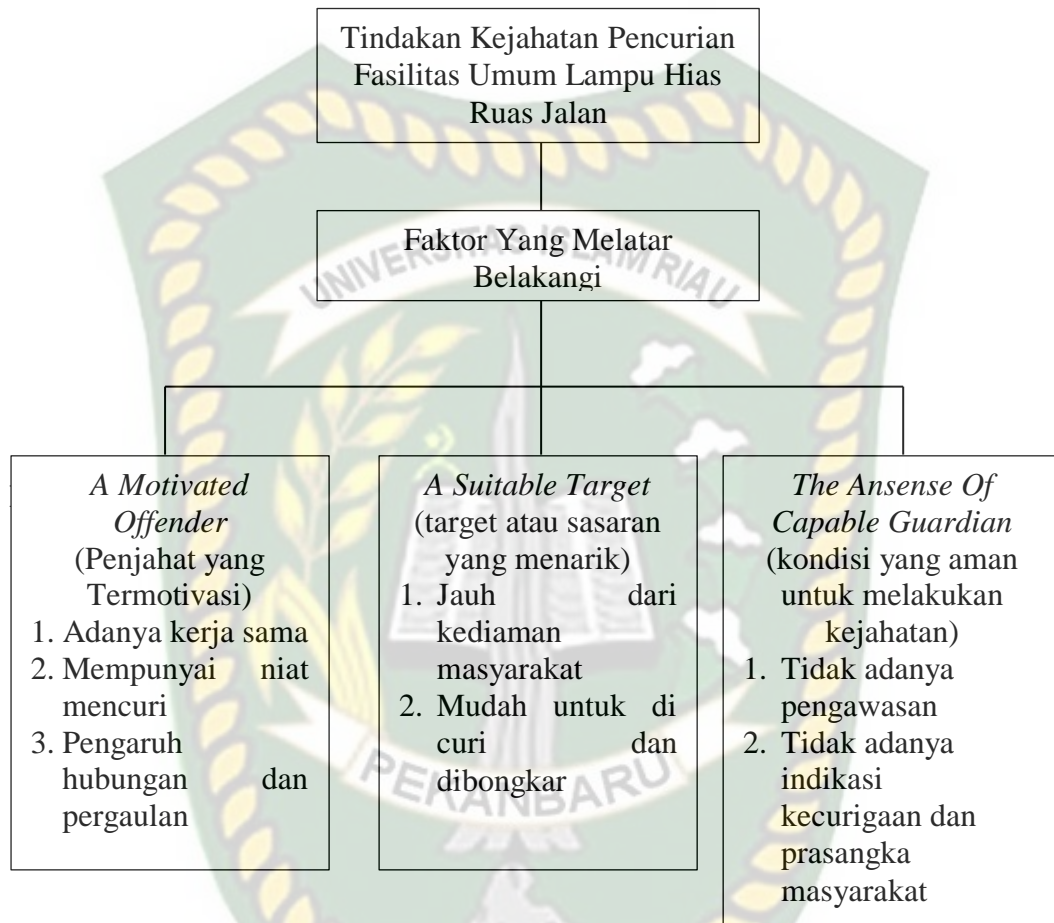 Tindakan Kejahatan Pencurian
Fasilitas Umum Lampu Hias
Ruas Jalan
UNIVERSITAS ISLAM RIAU
Faktor Yang Melatar
Belakangi
A Motivated
Offender
(Penjahat yang
Termotivasi)
1. Adanya kerja sama
2. Mempunyai niat
mencuri
3. Pengaruh
hubungan dan
pergaulan
A Suitable Target
(target atau sasaran
yang menarik)
1. Jauh dari
kediaman
masyarakat
2. Mudah untuk di
curi dan
dibongkar
The Ansense Of
Capable Guardian
(kondisi yang aman
untuk melakukan
kejahatan)
1. Tidak adanya
pengawasan
2. Tidak adanya
indikasi
kecurigaan dan
prasangka
masyarakat
PEKANBARU